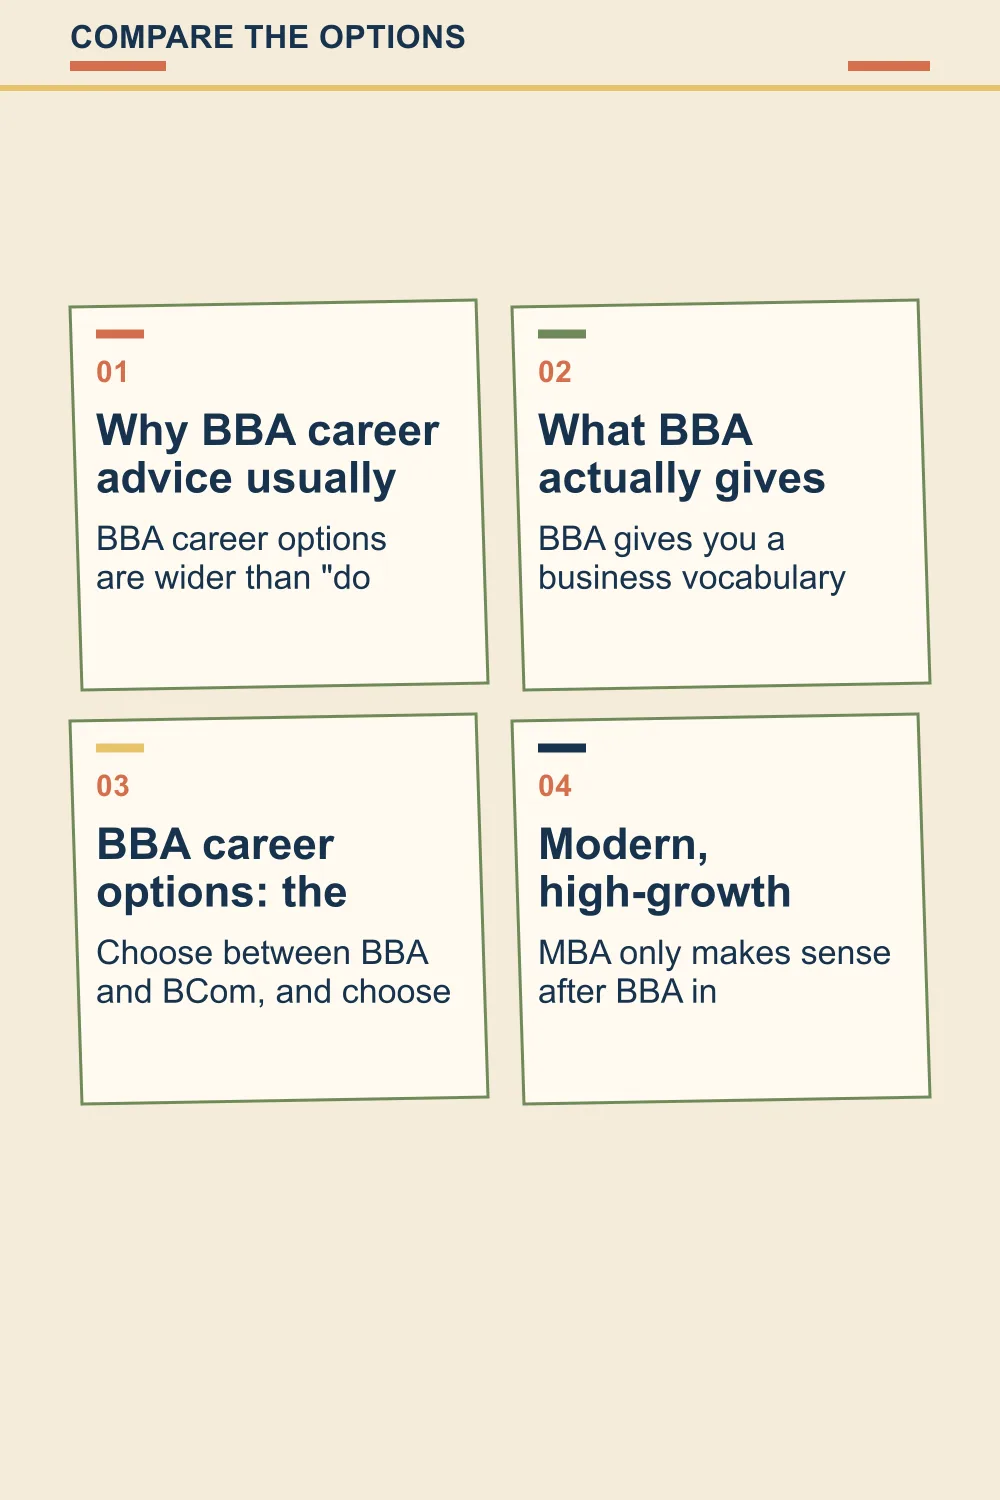 COMPARE THE OPTIONS
01
Why BBA career
advice usually
BBA career options
are wider than "do
02
What BBA
actually gives
BBA gives you a
business vocabulary
03
BBA career
options: the
Choose between BBA
and BCom, and choose
04
Modern,
high-growth
MBA only makes sense
after BBA in